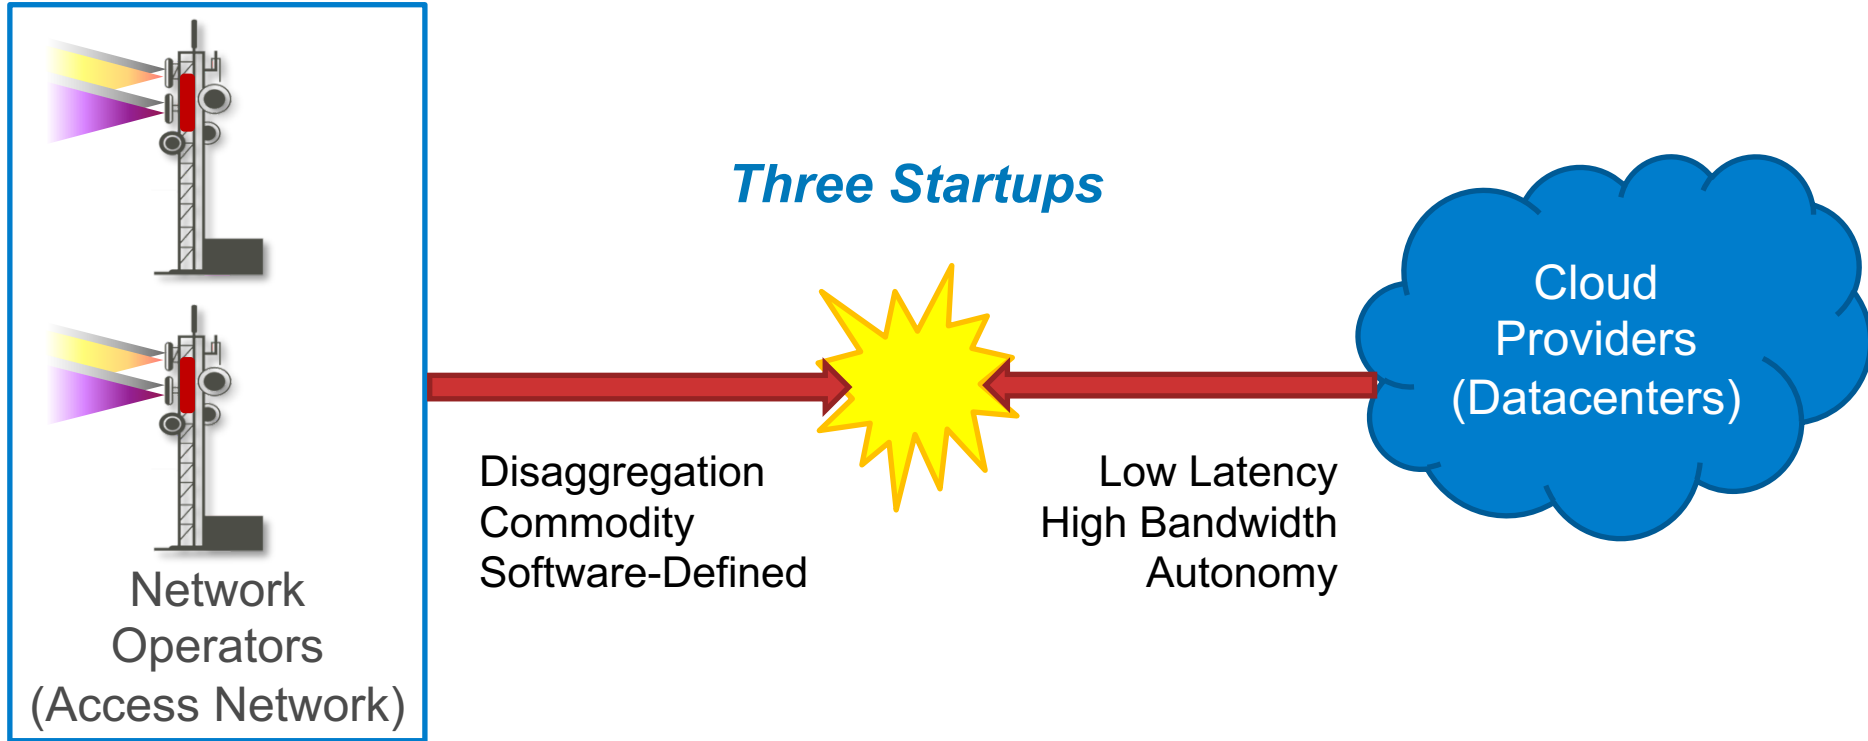 Three Startups
Network
Operators
(Access Network)
Disaggregation
Commodity
Software-Defined
Low Latency
High Bandwidth
Autonomy
Cloud
Providers
(Datacenters)